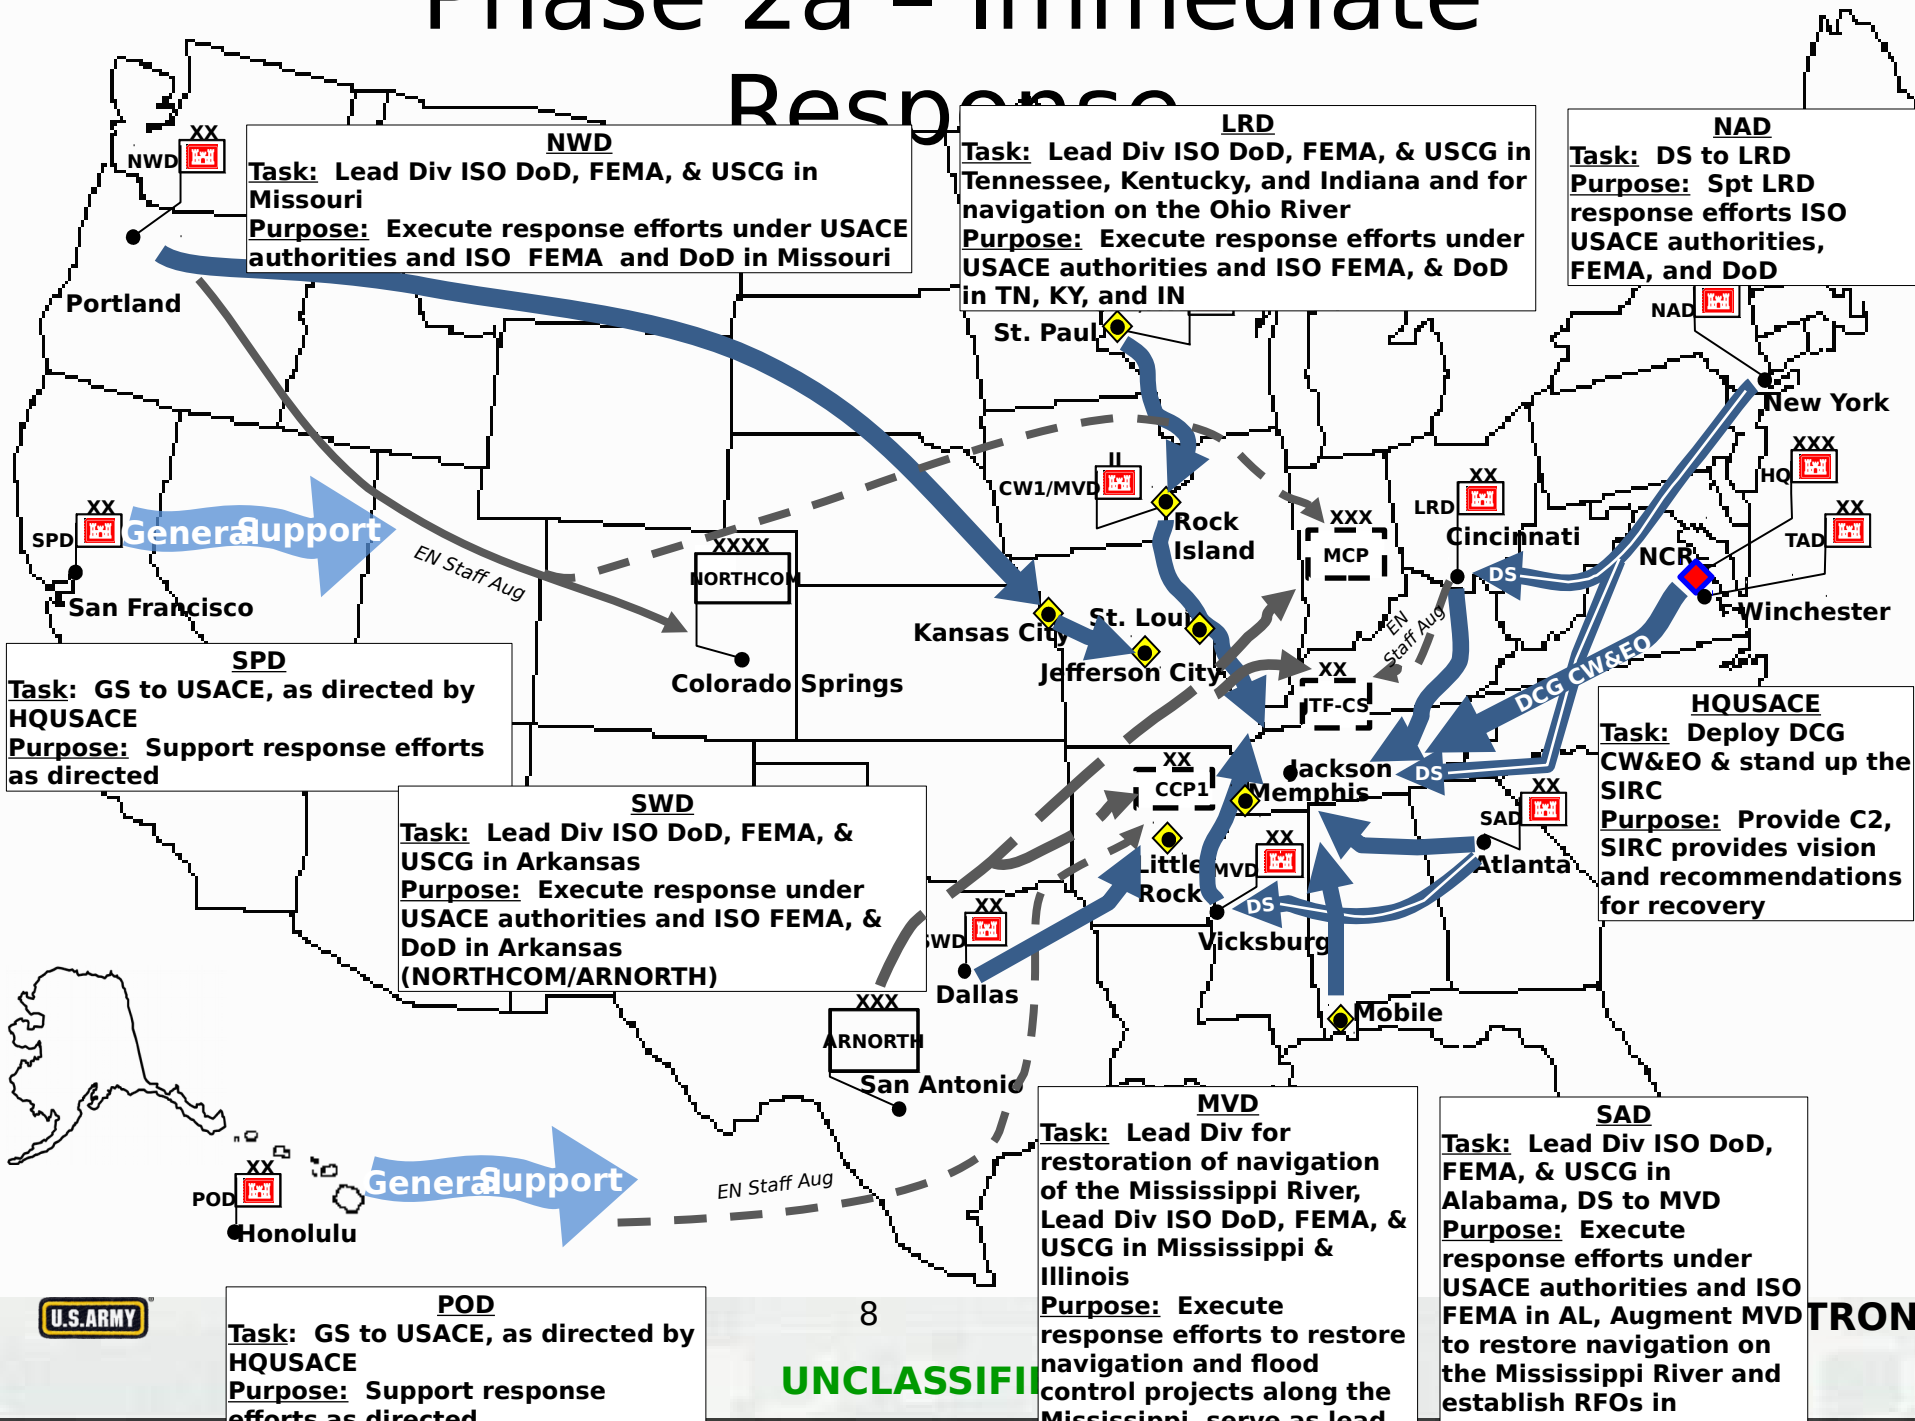 Phase 2a – Immediate
Response
XX
NWD
Portland
NWD
Task:  Lead Div ISO DoD, FEMA, & USCG in
Missouri
Purpose:  Execute response efforts under USACE
authorities and ISO  FEMA  and DoD in Missouri
LRD
Task:  Lead Div ISO DoD, FEMA, & USCG in
Tennessee, Kentucky, and Indiana and for
navigation on the Ohio River
Purpose:  Execute response efforts under
USACE authorities and ISO FEMA, & DoD
in TN, KY, and IN
NAD
Task:  DS to LRD
Purpose:  Spt LRD
response efforts ISO
USACE authorities,
FEMA, and DoD
NAD
St. Paul
New York
XXX
HQ
XX
TAD
NCR
Winchester
XX
LRD
Cincinnati
DS
II
CW1/MVD
Rock
Island
XXX
MCP
XX
SPD
General Support
San Francisco
EN Staff Aug
XXXX
NORTHCOM
Colorado Springs
Kansas City
St. Loui
Jefferson City
EN
Staff Aug
XX
JTF-CS
DCG CW&EO
SPD
Task:  GS to USACE, as directed by
HQUSACE
Purpose:  Support response efforts
as directed
HQUSACE
Task:  Deploy DCG
CW&EO & stand up the
SIRC
Purpose:  Provide C2,
SIRC provides vision
and recommendations
for recovery
XX
CCP1
Jackson
Memphis
DS
XX
SAD
Atlanta
SWD
Task:  Lead Div ISO DoD, FEMA, &
USCG in Arkansas
Purpose:  Execute response under
USACE authorities and ISO FEMA, &
DoD in Arkansas
(NORTHCOM/ARNORTH)
Little
Rock
XX
MVD
DS
Vicksburg
XX
SWD
Dallas
Mobile
XXX
ARNORTH
San Antonio
XX
POD
Honolulu
General Support
EN Staff Aug
MVD
Task:  Lead Div for
restoration of navigation
of the Mississippi River,
Lead Div ISO DoD, FEMA, &
USCG in Mississippi &
Illinois
Purpose:  Execute
response efforts to restore
navigation and flood
control projects along the
Mississippi, serve as lead
SAD
Task:  Lead Div ISO DoD,
FEMA, & USCG in
Alabama, DS to MVD
Purpose:  Execute
response efforts under
USACE authorities and ISO
FEMA in AL, Augment MVD
to restore navigation on
the Mississippi River and
establish RFOs in
POD
Task:  GS to USACE, as directed by
HQUSACE
Purpose:  Support response
efforts as directed
U.S.ARMY
8
UNCLASSIFI
TRON